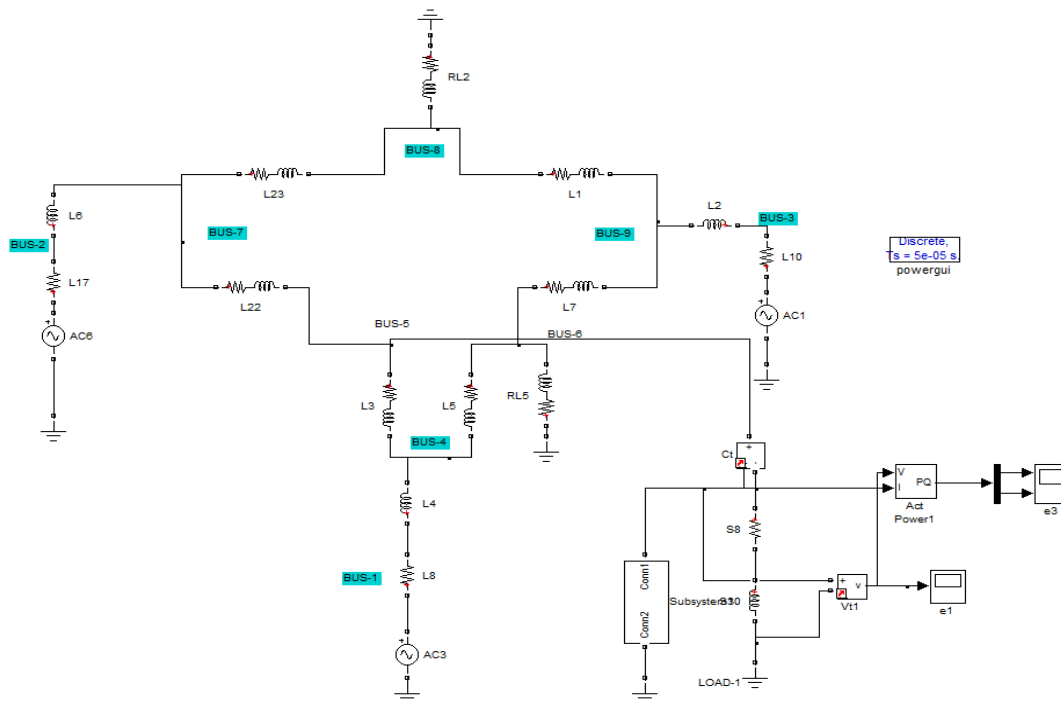 RL2
BUS-8
L23
L1
L6
L2
BUS-3
BUS-7
BUS-9
BUS-2
L10
Discrete,
Ts = 5e-05 s.
powergui
L17
L22
L7
+
AC1
+
AC6
BUS-5
BUS-6
L3
L5
RL5
BUS-4
+
-
Ct
V
I
PQ
Act
Power1
e3
L4
S8
BUS-1
L8
Conn1
Conn2
Subsystem1
S30
+
-
v
Vt1
e1
+
AC3
LOAD-1